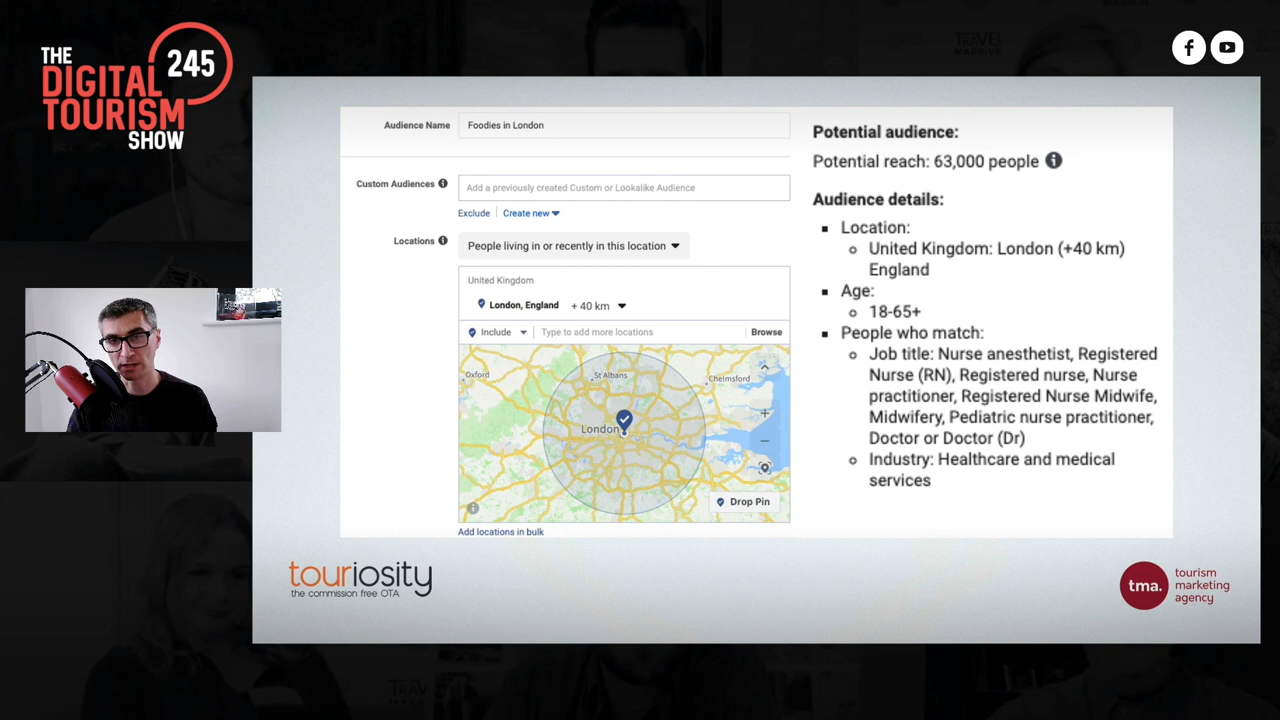 THE
DIGITAL
TOURISM
SHOW
245
TRAVEL
MASSIVE
Audience Name
Foodies in London
Custom Audiences
Add a previously created Custom or Lookalike Audience
Exclude
Create new
Locations
People living in or recently in this location
United Kingdom
London, England
+ 40 km
Include
Type to add more locations
Browse
Oxford
St Albans
Chelmsford
London
Drop Pin
Add locations in bulk
Potential audience:
Potential reach: 63,000 people
Audience details:
Location:
United Kingdom: London (+40 km)
England
Age:
18-65+
People who match:
Job title: Nurse anesthetist, Registered
Nurse (RN), Registered nurse, Nurse
practitioner, Registered Nurse Midwife,
Midwifery, Pediatric nurse practitioner,
Doctor or Doctor (Dr)
Industry: Healthcare and medical
services
touriosity
the commission free OTA
tma.
tourism
marketing
agency